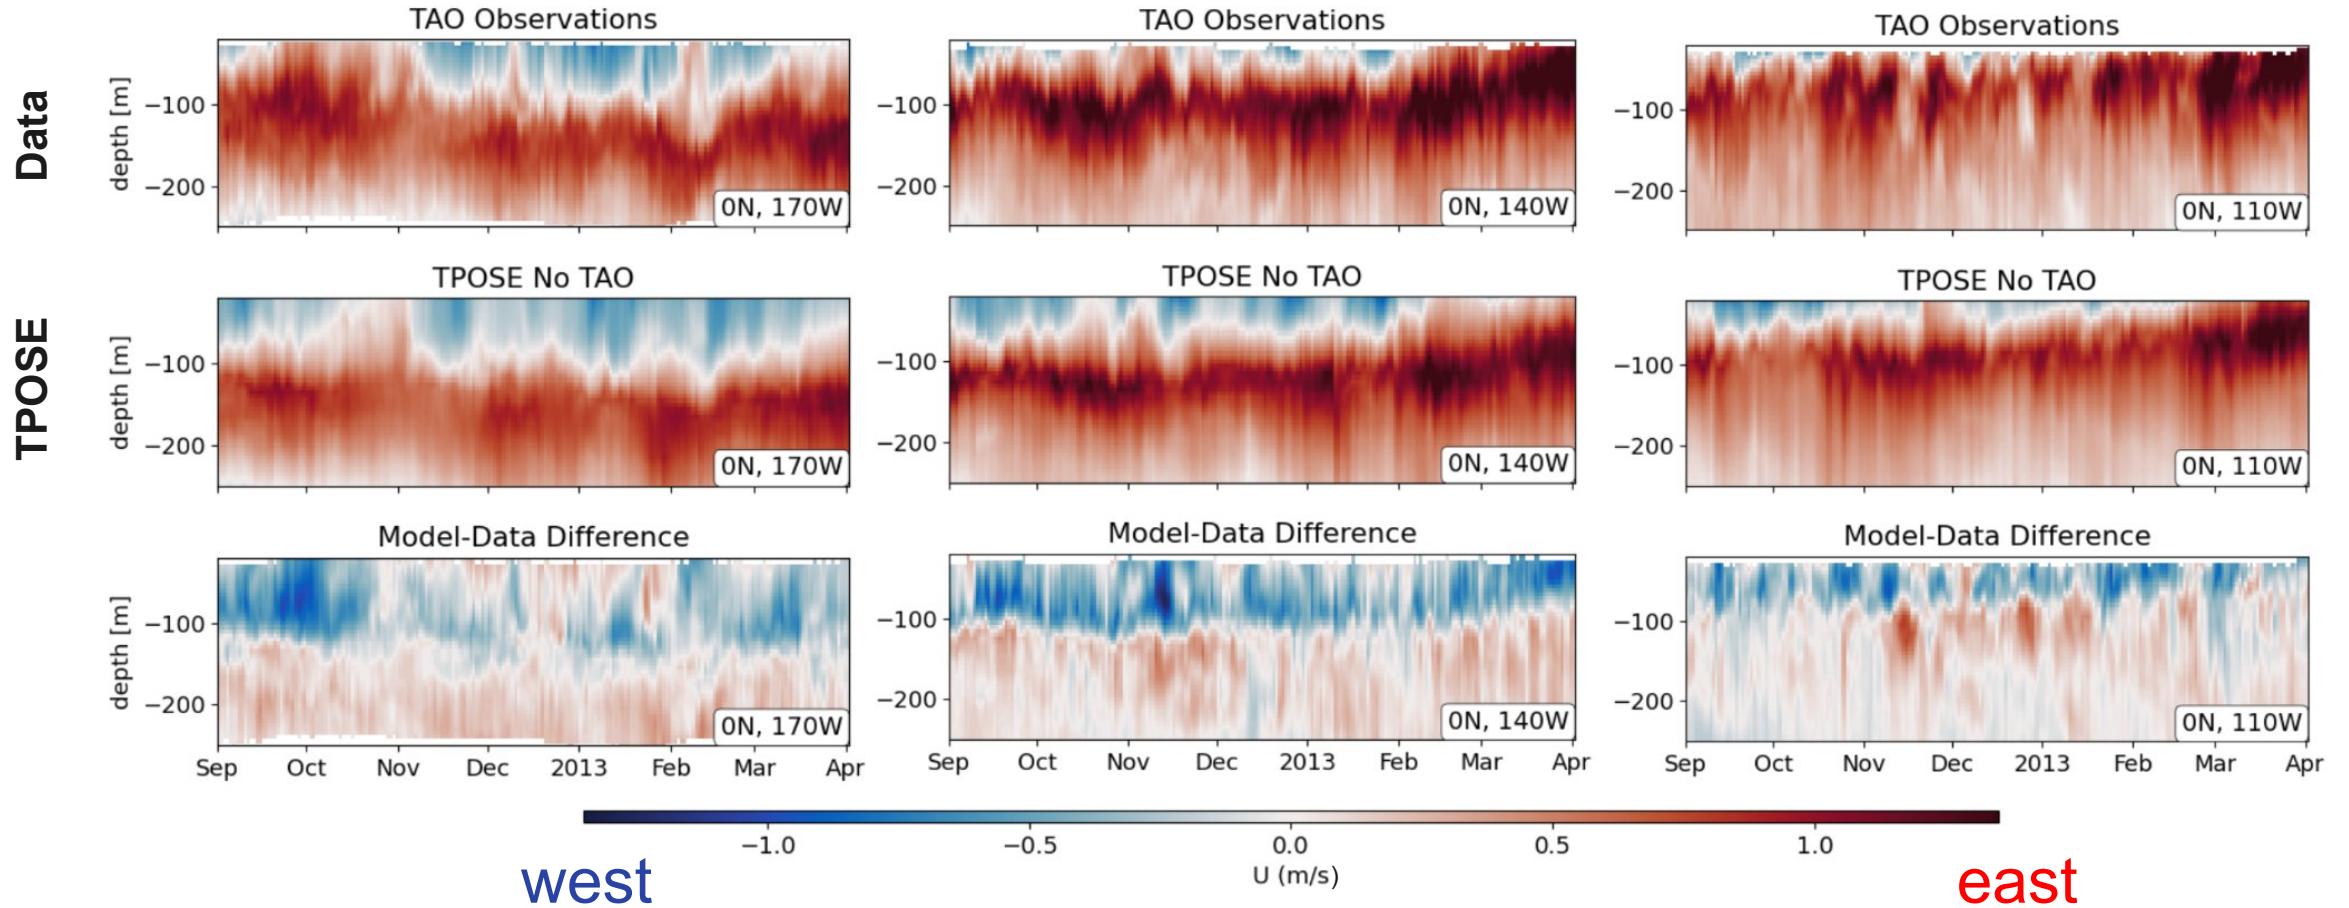 TAO Observations
TAO Observations
TAO Observations
Data
depth [m]
−100
−200
0N, 170W
−100
−200
0N, 140W
−100
−200
0N, 110W
TPOSE No TAO
TPOSE No TAO
TPOSE No TAO
TPOSE
depth [m]
−100
−200
0N, 170W
−100
−200
0N, 140W
−100
−200
0N, 110W
Model-Data Difference
Model-Data Difference
Model-Data Difference
depth [m]
−100
−200
0N, 170W
−100
−200
0N, 140W
−100
−200
0N, 110W
Sep Oct Nov Dec 2013 Feb Mar Apr
Sep Oct Nov Dec 2013 Feb Mar Apr
Sep Oct Nov Dec 2013 Feb Mar Apr
−1.0 −0.5 0.0 0.5 1.0
U (m/s)
west
east